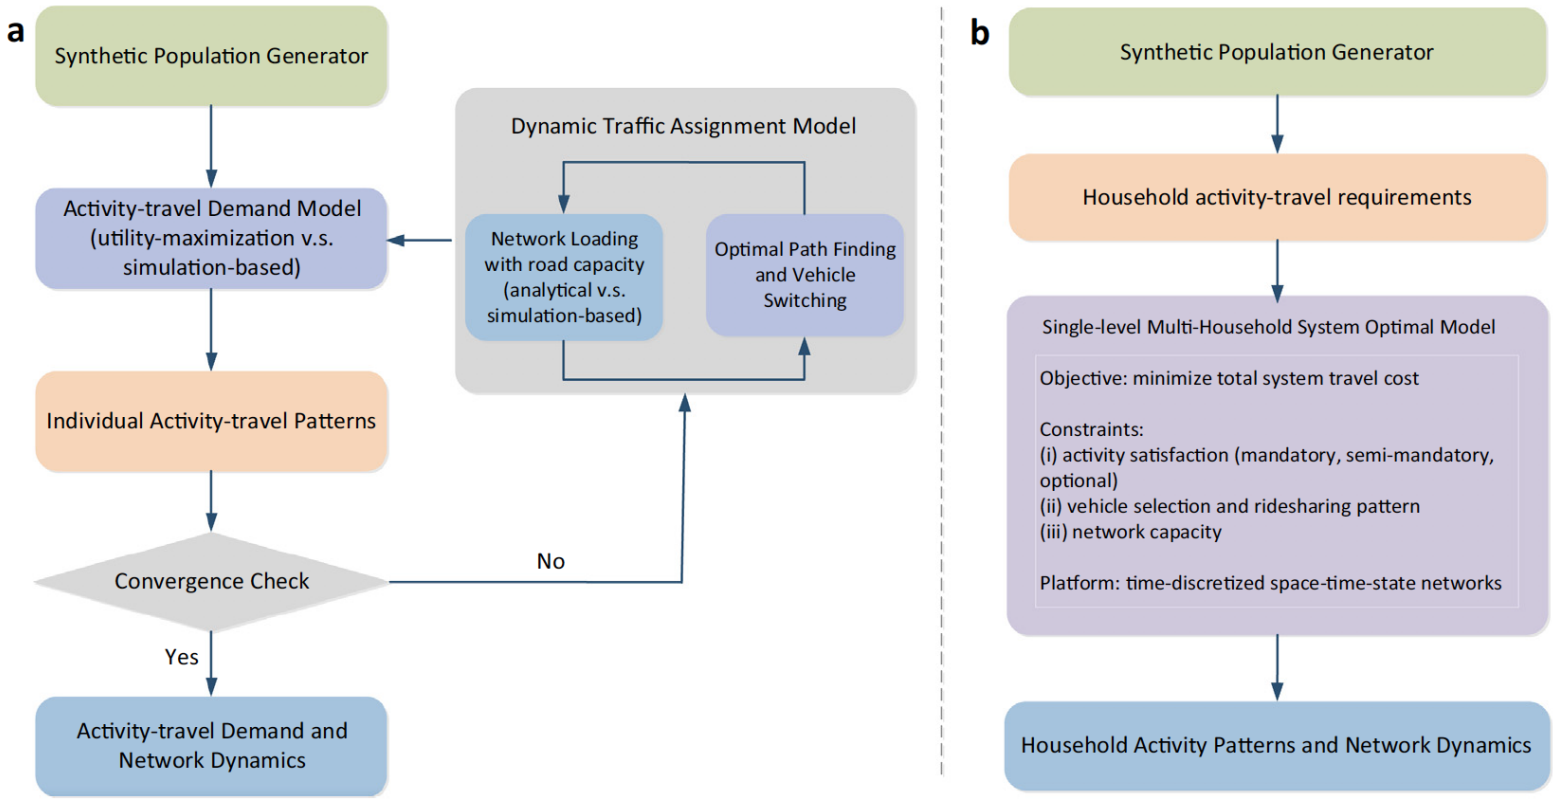 a
Synthetic Population Generator
Activity-travel Demand Model
(utility-maximization v.s.
simulation-based)
Individual Activity-travel Patterns
Convergence Check
No
Yes
Activity-travel Demand and
Network Dynamics
Dynamic Traffic Assignment Model
Network Loading
with road capacity
(analytical v.s.
simulation-based)
Optimal Path Finding
and Vehicle
Switching
b
Synthetic Population Generator
Household activity-travel requirements
Single-level Multi-Household System Optimal Model
Objective: minimize total system travel cost
Constraints:
(i) activity satisfaction (mandatory, semi-mandatory,
optional)
(ii) vehicle selection and ridesharing pattern
(iii) network capacity
Platform: time-discretized space-time-state networks
Household Activity Patterns and Network Dynamics